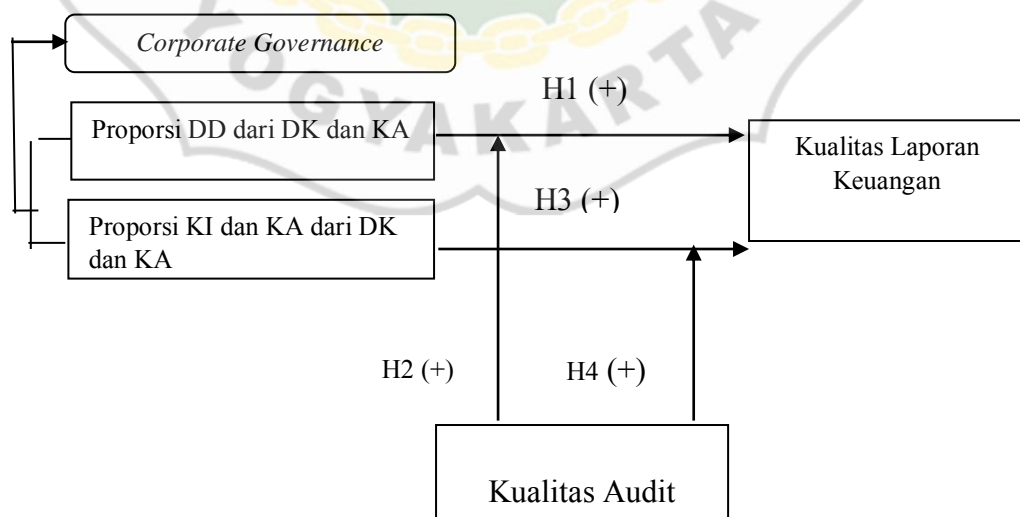 Corporate Governance
YOGYAKARTA
H1 (+)
Proporsi DD dari DK dan KA
Kualitas Laporan
Keuangan
H3 (+)
Proporsi KI dan KA dari DK
dan KA
H2 (+)
H4 (+)
Kualitas Audit